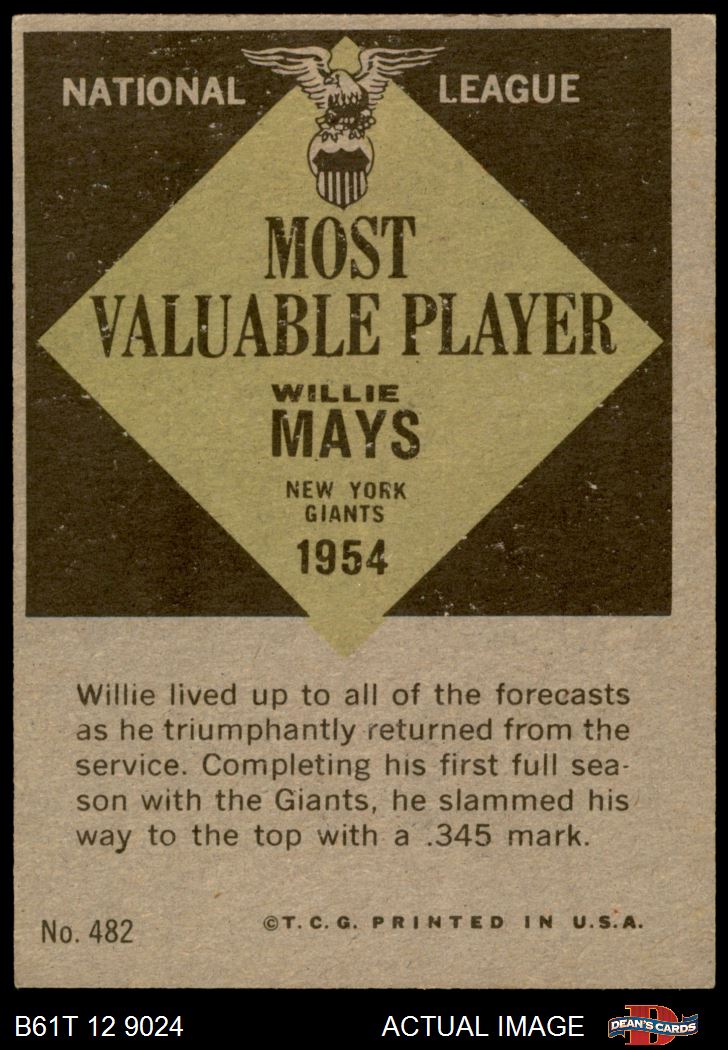 NATIONAL LEAGUE
MOST
VALUABLE PLAYER
WILLIE
MAYS
NEW YORK
GIANTS
1954
Willie lived up to all of the forecasts
as he triumphantly returned from the
service. Completing his first full sea-
son with the Giants, he slammed his
way to the top with a .345 mark.
No. 482 ©T.C.G. PRINTED IN U.S.A.
B61T 12 9024 ACTUAL IMAGE D DEAN'S CARDS